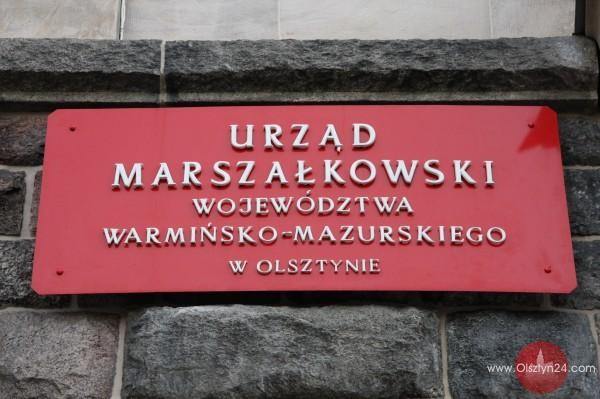 URZĄD
MARSZAŁKOWSKI
WOJEWÓDZTWA
WARMIŃSKO-MAZURSKIEGO
W OLSZTYNIE
www.Olsztyn24.com